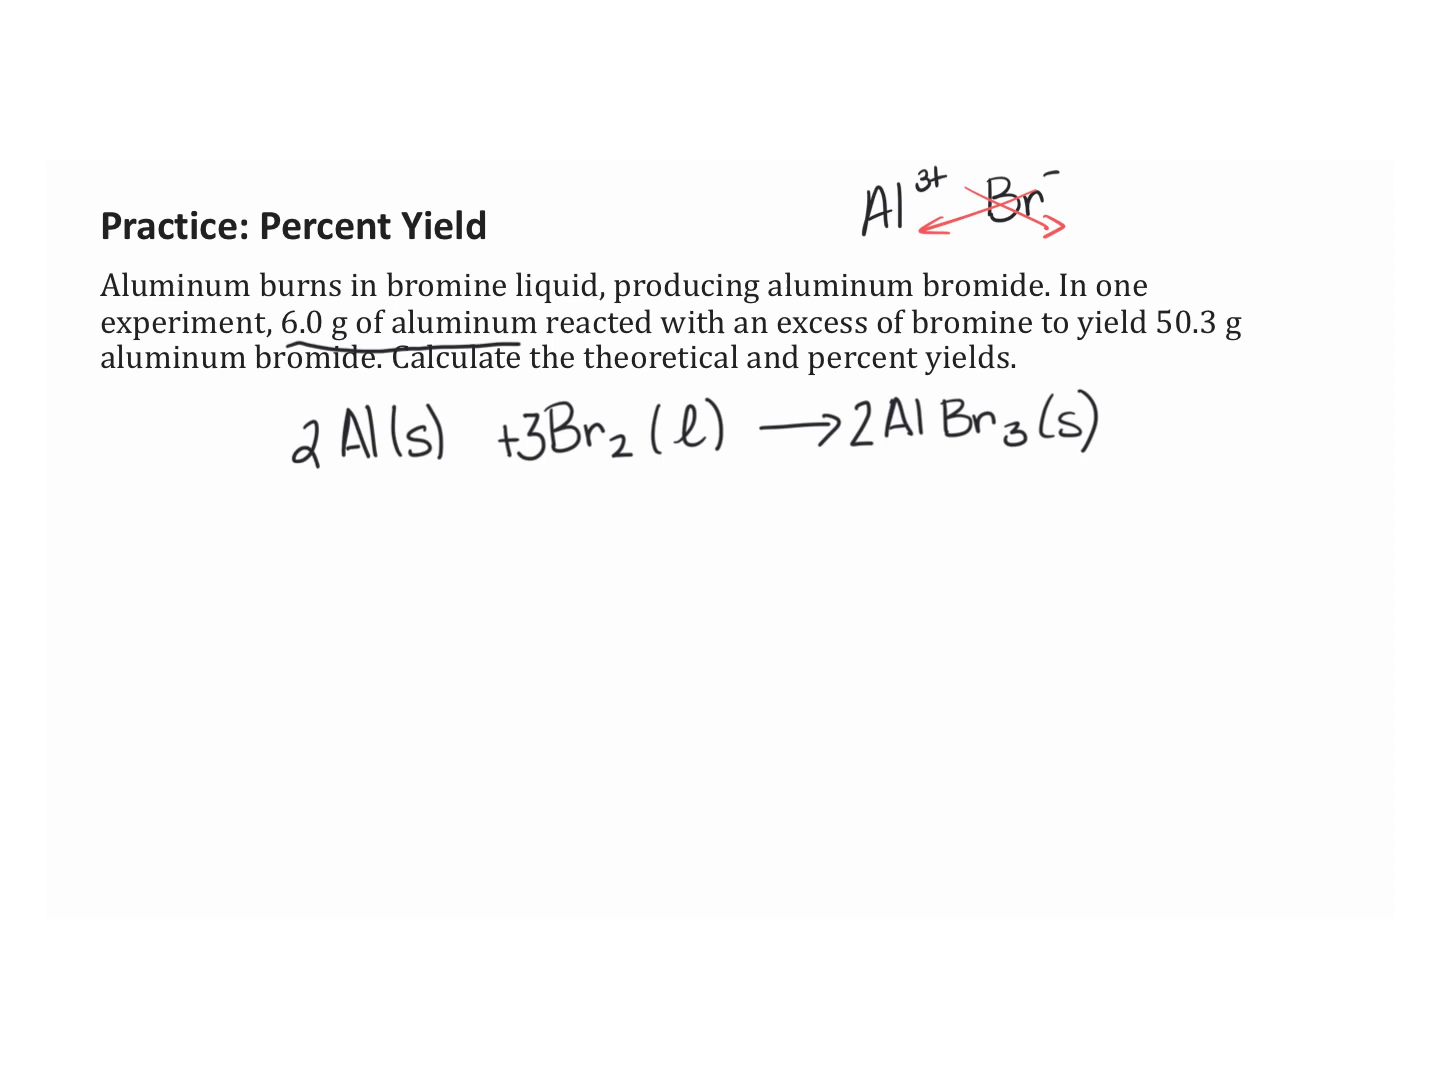 Al³⁺ Br⁻
Practice: Percent Yield
Aluminum burns in bromine liquid, producing aluminum bromide. In one
experiment, 6.0 g of aluminum reacted with an excess of bromine to yield 50.3 g
aluminum bromide. Calculate the theoretical and percent yields.
2 Al(s) + 3Br₂ (l) → 2AlBr₃(s)